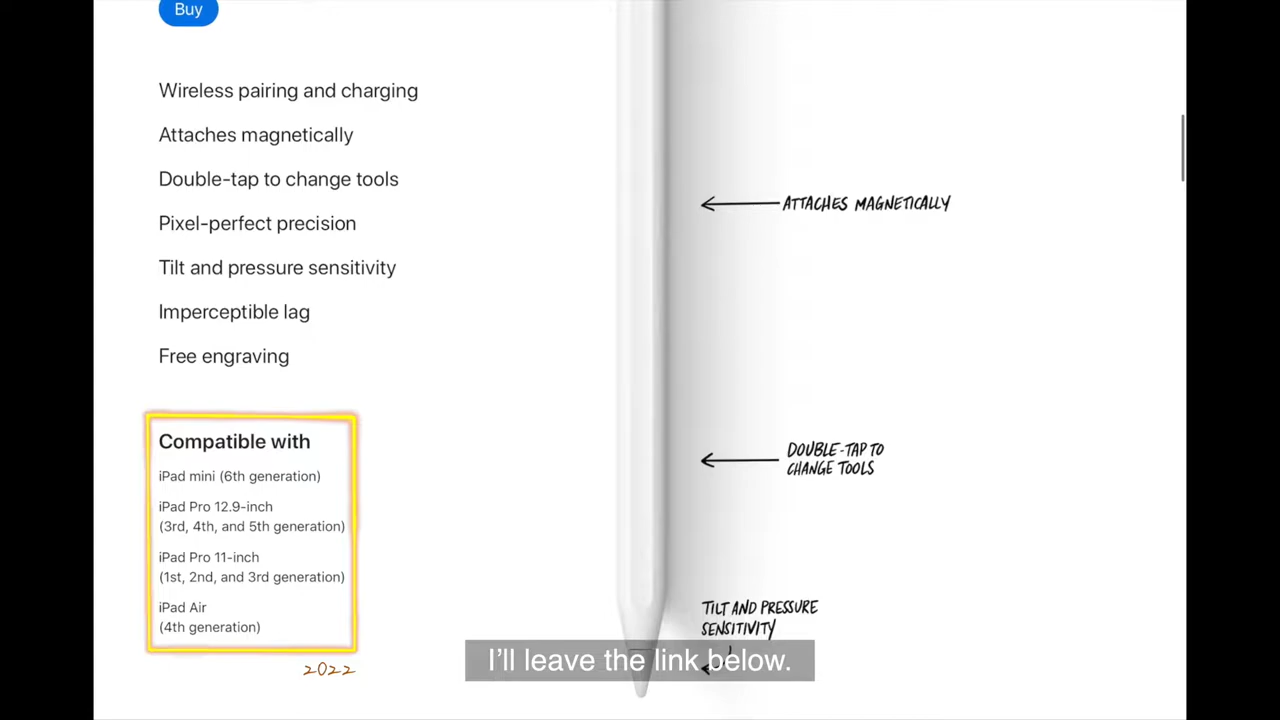 Buy
Wireless pairing and charging
Attaches magnetically
Double-tap to change tools
Pixel-perfect precision
Tilt and pressure sensitivity
Imperceptible lag
Free engraving
Compatible with
iPad mini (6th generation)
iPad Pro 12.9-inch
(3rd, 4th, and 5th generation)
iPad Pro 11-inch
(1st, 2nd, and 3rd generation)
iPad Air
(4th generation)
2022
ATTACHES MAGNETICALLY
DOUBLE-TAP TO
CHANGE TOOLS
TILT AND PRESSURE
SENSITIVITY
I'll leave the link below.